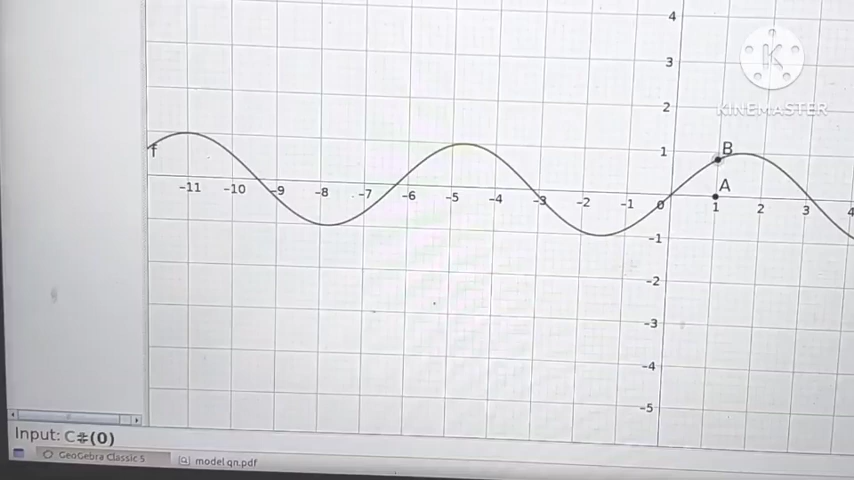 4
3
KINEMASTER
2
1
f
B
A
-11 -10 -9 -8 -7 -6 -5 -4 -3 -2 -1 0 1 2 3 4
-1
-2
-3
-4
-5
Input: C≑(0)
GeoGebra Classic 5
model qn.pdf